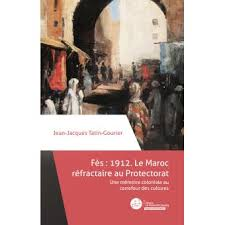 Jean-Jacques Tatin-Gourier
Fès : 1912. Le Maroc
réfractaire au Protectorat
Une mémoire coloniale au
carrefour des cultures